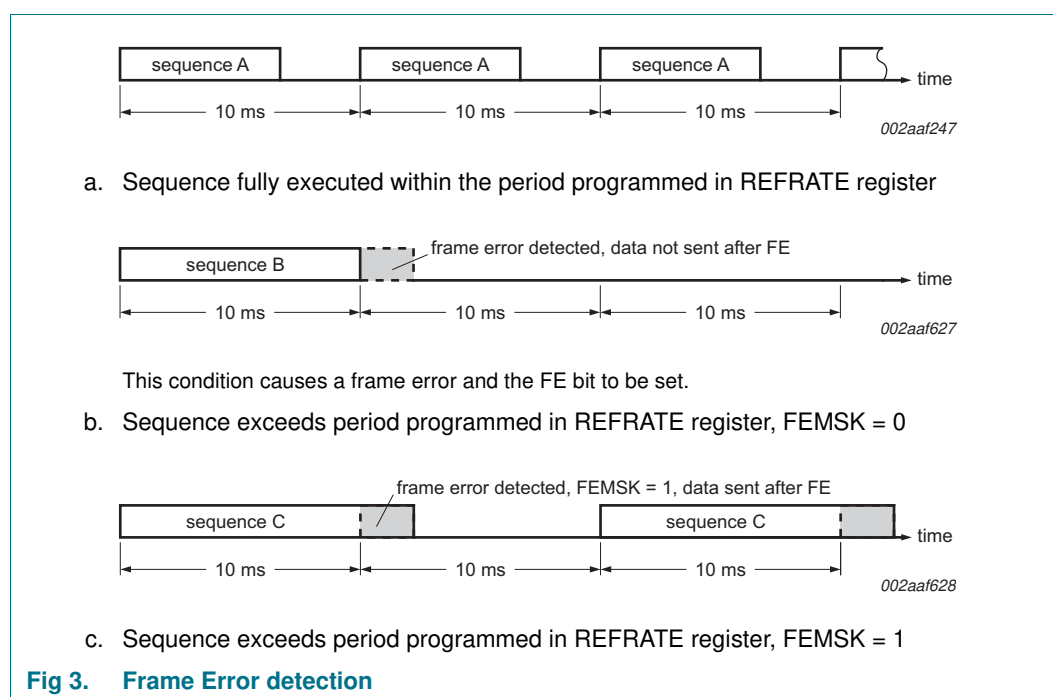 sequence A sequence A sequence A
time
10 ms 10 ms 10 ms
002aaf247
a. Sequence fully executed within the period programmed in REFRATE register
frame error detected, data not sent after FE
sequence B
time
10 ms 10 ms 10 ms
002aaf627
This condition causes a frame error and the FE bit to be set.
b. Sequence exceeds period programmed in REFRATE register, FEMSK = 0
frame error detected, FEMSK = 1, data sent after FE
sequence C sequence C
time
10 ms 10 ms 10 ms
002aaf628
c. Sequence exceeds period programmed in REFRATE register, FEMSK = 1
Fig 3. Frame Error detection